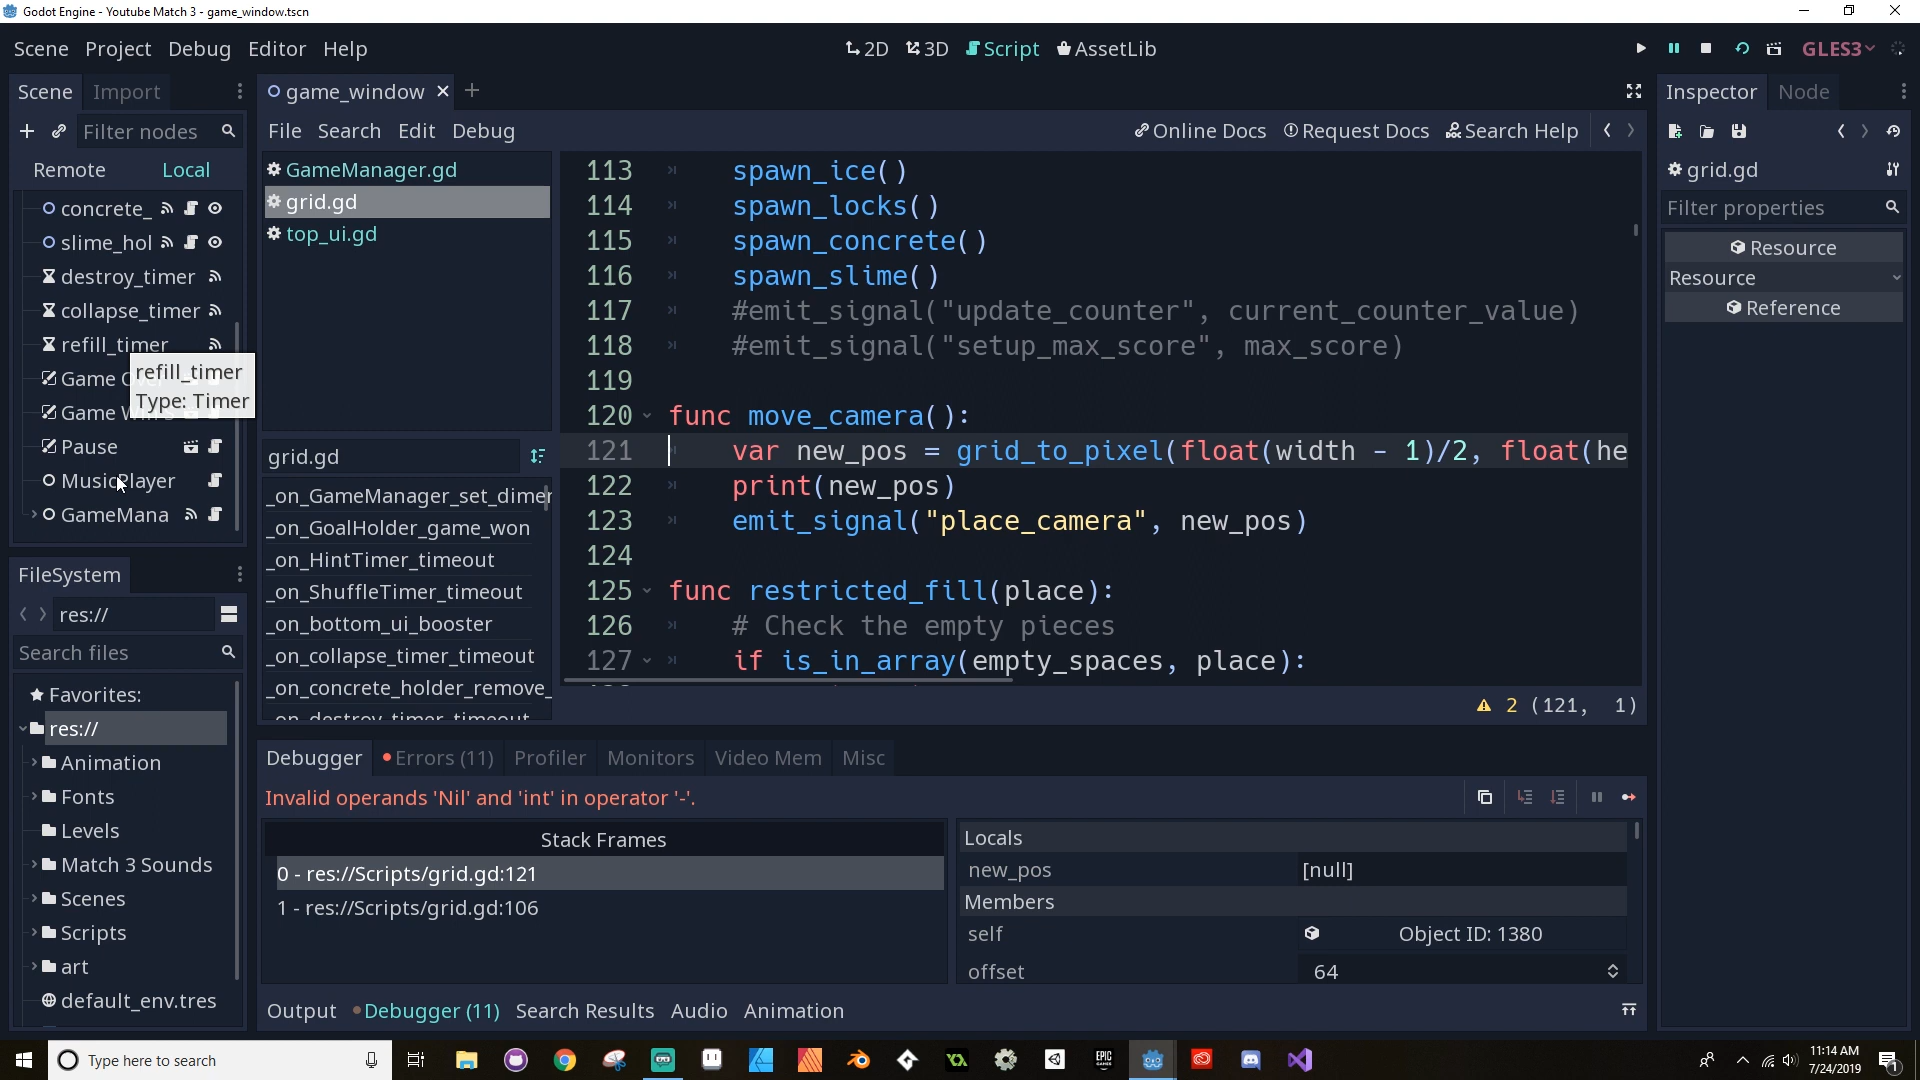 Godot Engine - Youtube Match 3 - game_window.tscn
Scene Project Debug Editor Help
2D 3D Script AssetLib
GLES3
Scene Import
Filter nodes
Remote Local
concrete_
slime_hol
destroy_timer
collapse_timer
refill_timer
Game
Game
refill_timer
Type: Timer
Pause
MusicPlayer
GameMana
FileSystem
res://
Search files
Favorites:
res://
Animation
Fonts
Levels
Match 3 Sounds
Scenes
Scripts
art
default_env.tres
game_window
File Search Edit Debug
Online Docs Request Docs Search Help
GameManager.gd
grid.gd
top_ui.gd
grid.gd
_on_GameManager_set_dimer
_on_GoalHolder_game_won
_on_HintTimer_timeout
_on_ShuffleTimer_timeout
_on_bottom_ui_booster
_on_collapse_timer_timeout
_on_concrete_holder_remove_
_on_destroy_timer_timeout
113 spawn_ice()
114 spawn_locks()
115 spawn_concrete()
116 spawn_slime()
117 #emit_signal("update_counter", current_counter_value)
118 #emit_signal("setup_max_score", max_score)
119
120 func move_camera():
121 var new_pos = grid_to_pixel(float(width - 1)/2, float(he
122 print(new_pos)
123 emit_signal("place_camera", new_pos)
124
125 func restricted_fill(place):
126 # Check the empty pieces
127 if is_in_array(empty_spaces, place):
2 (121, 1)
Debugger Errors (11) Profiler Monitors Video Mem Misc
Invalid operands 'Nil' and 'int' in operator '-'.
Stack Frames
0 - res://Scripts/grid.gd:121
1 - res://Scripts/grid.gd:106
Locals
new_pos [null]
Members
self Object ID: 1380
offset 64
Output Debugger (11) Search Results Audio Animation
Inspector Node
grid.gd
Filter properties
Resource
Resource
Reference
Type here to search
EPIC GAMES
11:14 AM
7/24/2019
1